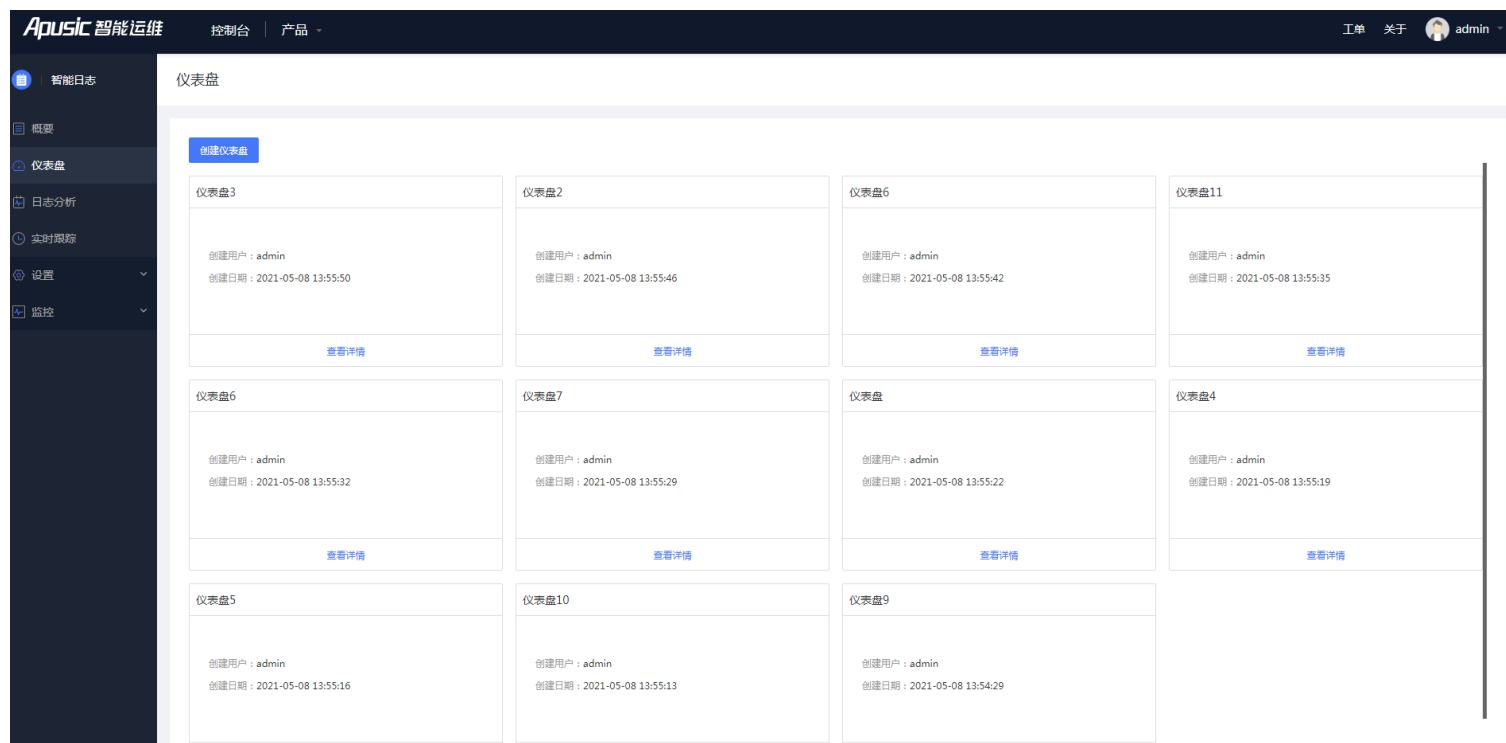 Apusic 智能运维 控制台 产品 工单 关于 admin
智能日志
概要
仪表盘
日志分析
实时跟踪
设置
监控
仪表盘
创建仪表盘
仪表盘3 仪表盘2 仪表盘6 仪表盘11
创建用户：admin 创建用户：admin 创建用户：admin 创建用户：admin
创建日期：2021-05-08 13:55:50 创建日期：2021-05-08 13:55:46 创建日期：2021-05-08 13:55:42 创建日期：2021-05-08 13:55:35
查看详情 查看详情 查看详情 查看详情
仪表盘6 仪表盘7 仪表盘 仪表盘4
创建用户：admin 创建用户：admin 创建用户：admin 创建用户：admin
创建日期：2021-05-08 13:55:32 创建日期：2021-05-08 13:55:29 创建日期：2021-05-08 13:55:22 创建日期：2021-05-08 13:55:19
查看详情 查看详情 查看详情 查看详情
仪表盘5 仪表盘10 仪表盘9
创建用户：admin 创建用户：admin 创建用户：admin
创建日期：2021-05-08 13:55:16 创建日期：2021-05-08 13:55:13 创建日期：2021-05-08 13:54:29